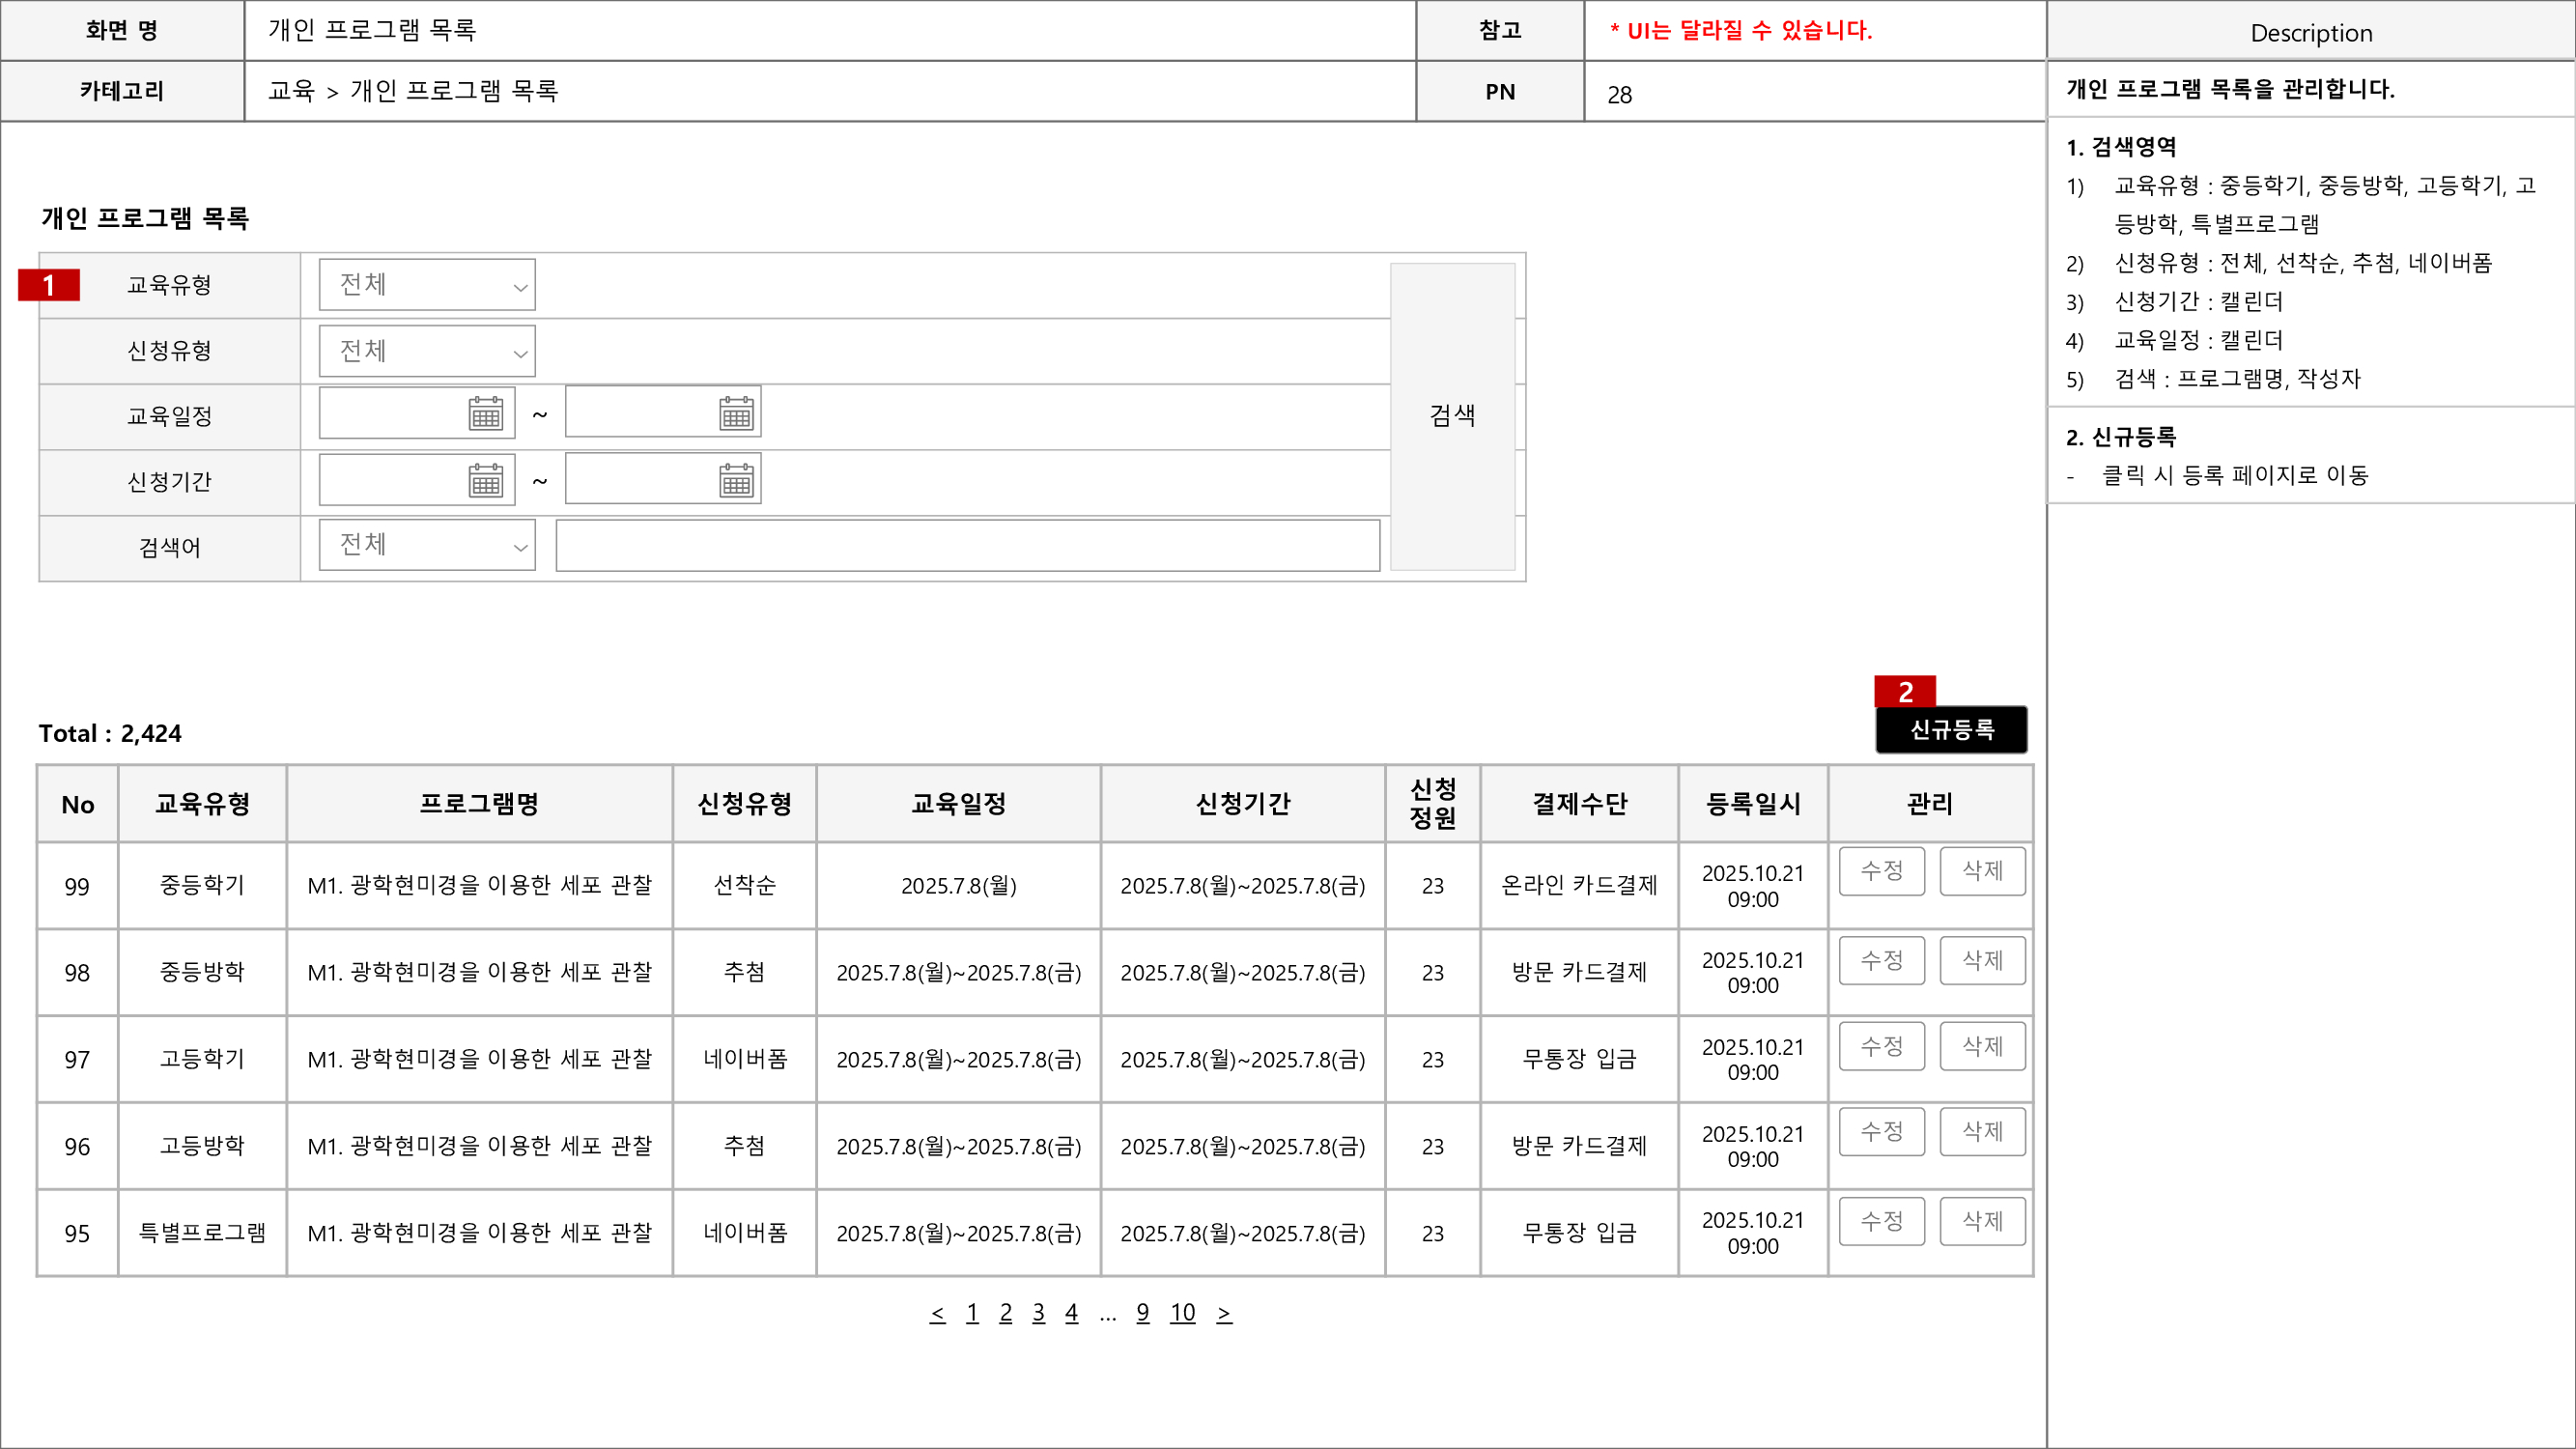 화면 명
개인 프로그램 목록
참고
* UI는 달라질 수 있습니다.
카테고리
교육 > 개인 프로그램 목록
PN
28
개인 프로그램 목록
1
교육유형
전체
신청유형
전체
교육일정
~
신청기간
~
검색어
전체
검색
Total : 2,424
2
신규등록
No 교육유형 프로그램명 신청유형 교육일정 신청기간 신청 정원 결제수단 등록일시 관리
99 중등학기 M1. 광학현미경을 이용한 세포 관찰 선착순 2025.7.8(월) 2025.7.8(월)~2025.7.8(금) 23 온라인 카드결제 2025.10.21 09:00 수정 삭제
98 중등방학 M1. 광학현미경을 이용한 세포 관찰 추첨 2025.7.8(월)~2025.7.8(금) 2025.7.8(월)~2025.7.8(금) 23 방문 카드결제 2025.10.21 09:00 수정 삭제
97 고등학기 M1. 광학현미경을 이용한 세포 관찰 네이버폼 2025.7.8(월)~2025.7.8(금) 2025.7.8(월)~2025.7.8(금) 23 무통장 입금 2025.10.21 09:00 수정 삭제
96 고등방학 M1. 광학현미경을 이용한 세포 관찰 추첨 2025.7.8(월)~2025.7.8(금) 2025.7.8(월)~2025.7.8(금) 23 방문 카드결제 2025.10.21 09:00 수정 삭제
95 특별프로그램 M1. 광학현미경을 이용한 세포 관찰 네이버폼 2025.7.8(월)~2025.7.8(금) 2025.7.8(월)~2025.7.8(금) 23 무통장 입금 2025.10.21 09:00 수정 삭제
< 1 2 3 4 ... 9 10 >
Description
개인 프로그램 목록을 관리합니다.
1. 검색영역
1) 교육유형 : 중등학기, 중등방학, 고등학기, 고
등방학, 특별프로그램
2) 신청유형 : 전체, 선착순, 추첨, 네이버폼
3) 신청기간 : 캘린더
4) 교육일정 : 캘린더
5) 검색 : 프로그램명, 작성자
2. 신규등록
- 클릭 시 등록 페이지로 이동